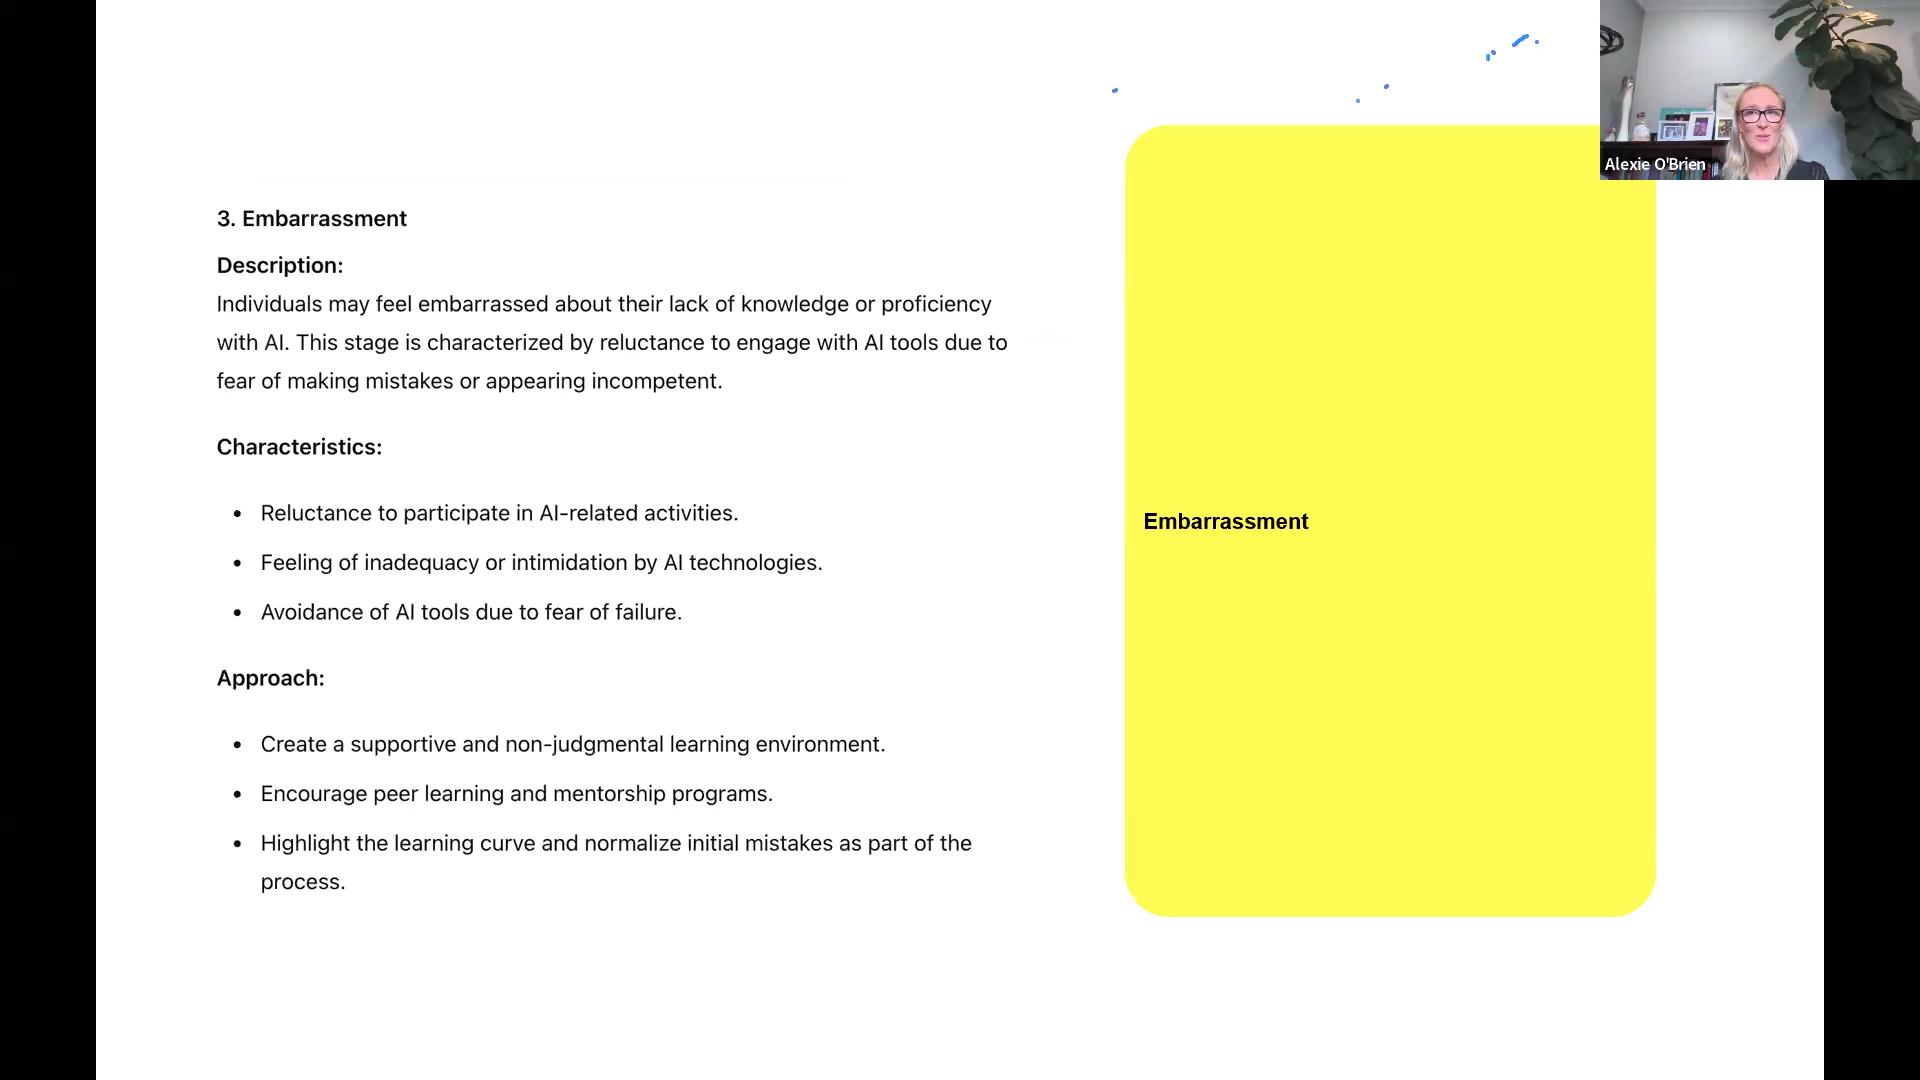 3. Embarrassment
Description:
Individuals may feel embarrassed about their lack of knowledge or proficiency
with AI. This stage is characterized by reluctance to engage with AI tools due to
fear of making mistakes or appearing incompetent.
Characteristics:
• Reluctance to participate in AI-related activities.
• Feeling of inadequacy or intimidation by AI technologies.
• Avoidance of AI tools due to fear of failure.
Approach:
• Create a supportive and non-judgmental learning environment.
• Encourage peer learning and mentorship programs.
• Highlight the learning curve and normalize initial mistakes as part of the
process.
Embarrassment
Alexie O'Brien